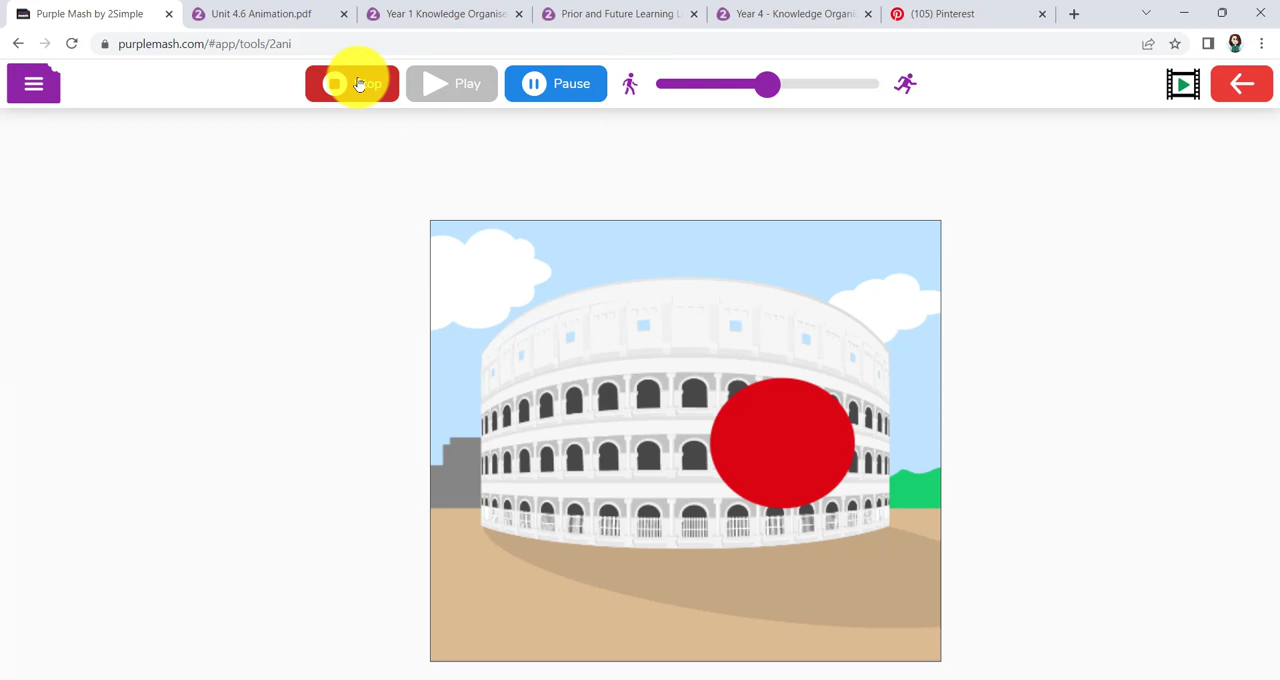 Purple Mash by 2Simple
Unit 4.6 Animation.pdf
Year 1 Knowledge Organise
Prior and Future Learning L
Year 4 - Knowledge Organi
(105) Pinterest
purplemash.com/#app/tools/2ani
Stop Play Pause